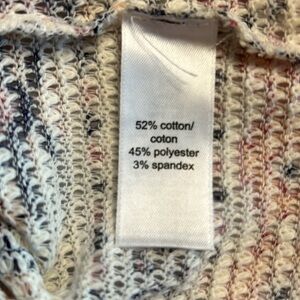 52% cotton/
coton
45% polyester
3% spandex